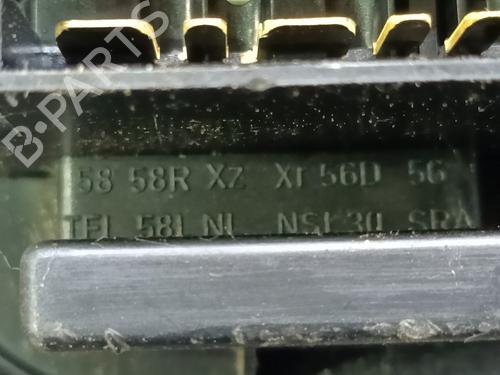 B-PARTS
58 58R XZ Xr 56D 56
TFL 58L NL NSL 30 SRA